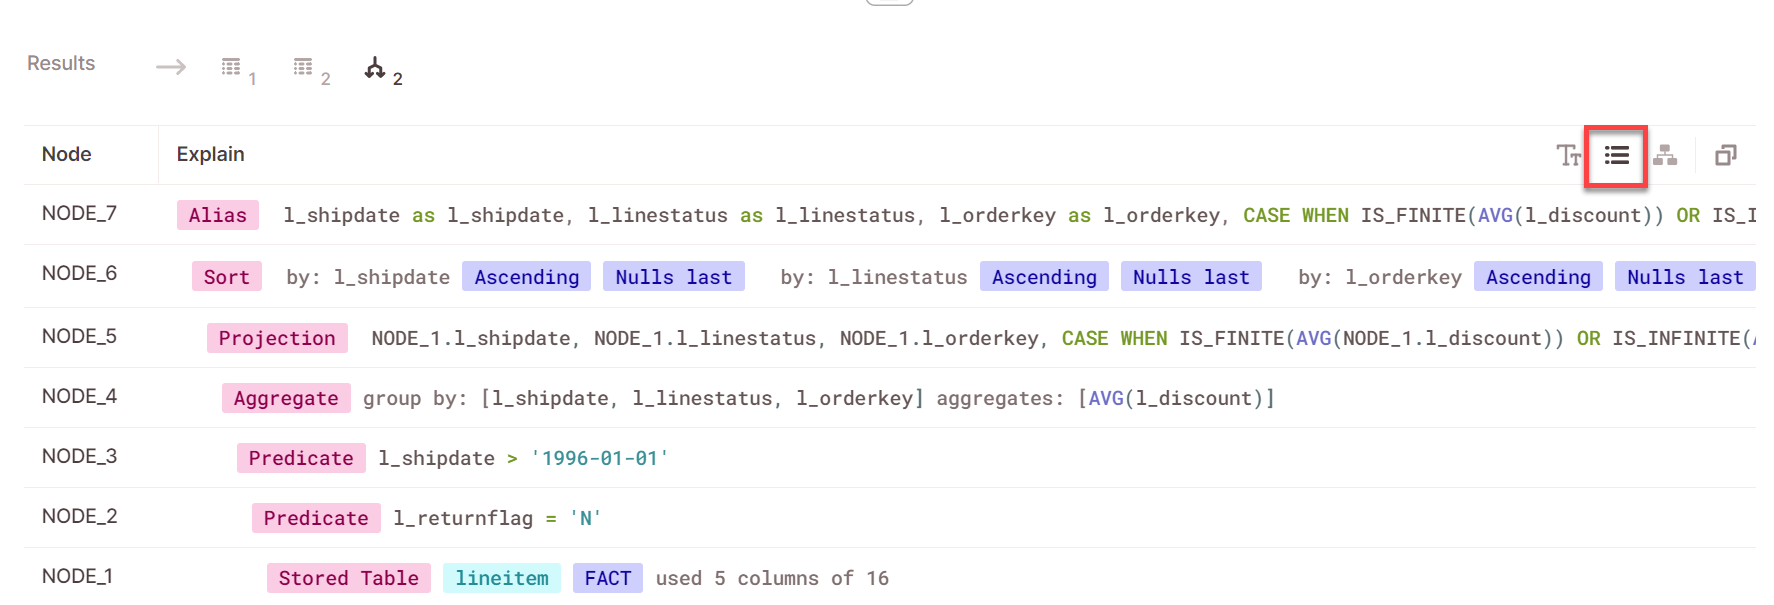 Results 1 2 2
Node Explain
NODE_7 Alias l_shipdate as l_shipdate, l_linestatus as l_linestatus, l_orderkey as l_orderkey, CASE WHEN IS_FINITE(AVG(l_discount)) OR IS_I
NODE_6 Sort by: l_shipdate Ascending Nulls last by: l_linestatus Ascending Nulls last by: l_orderkey Ascending Nulls last
NODE_5 Projection NODE_1.l_shipdate, NODE_1.l_linestatus, NODE_1.l_orderkey, CASE WHEN IS_FINITE(AVG(NODE_1.l_discount)) OR IS_INFINITE(
NODE_4 Aggregate group by: [l_shipdate, l_linestatus, l_orderkey] aggregates: [AVG(l_discount)]
NODE_3 Predicate l_shipdate > '1996-01-01'
NODE_2 Predicate l_returnflag = 'N'
NODE_1 Stored Table lineitem FACT used 5 columns of 16